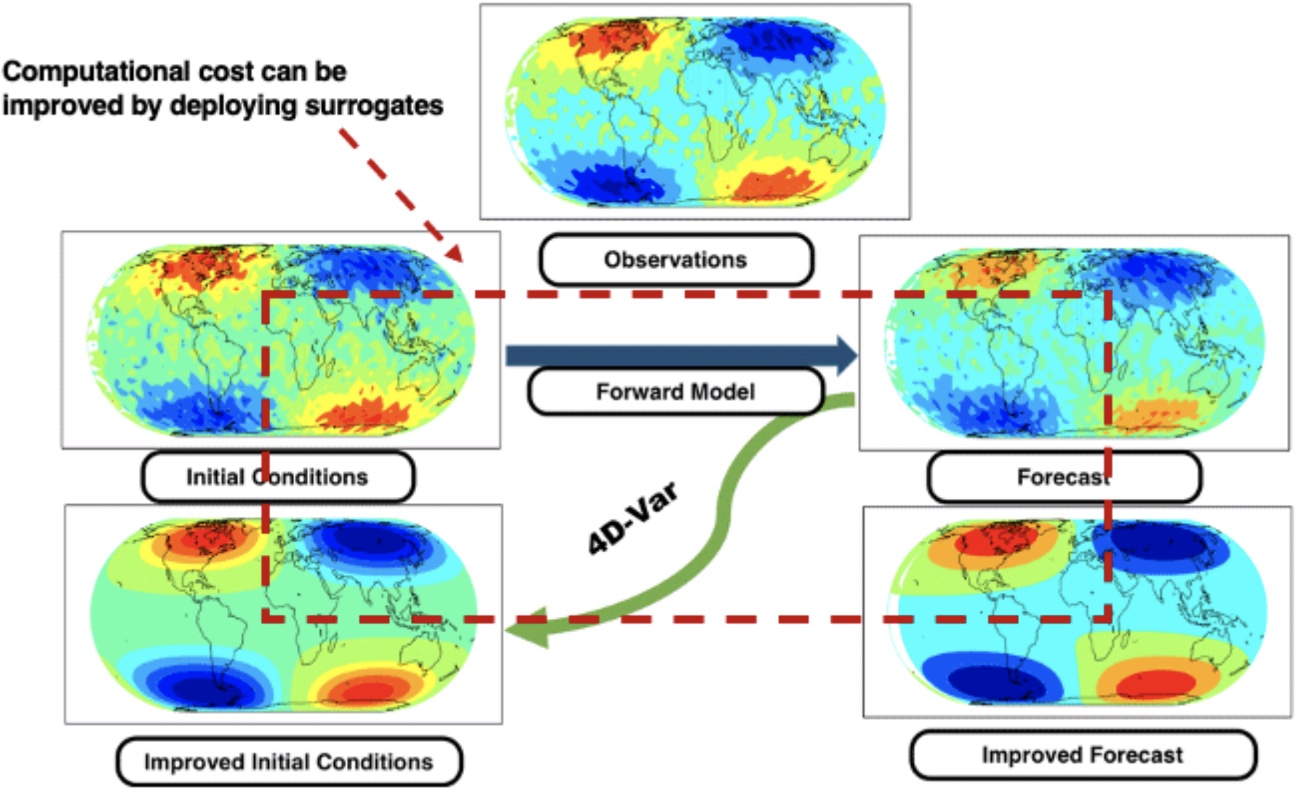 Computational cost can be
improved by deploying surrogates
Observations
Forward Model
Initial Conditions
Forecast
4D-Var
Improved Initial Conditions
Improved Forecast